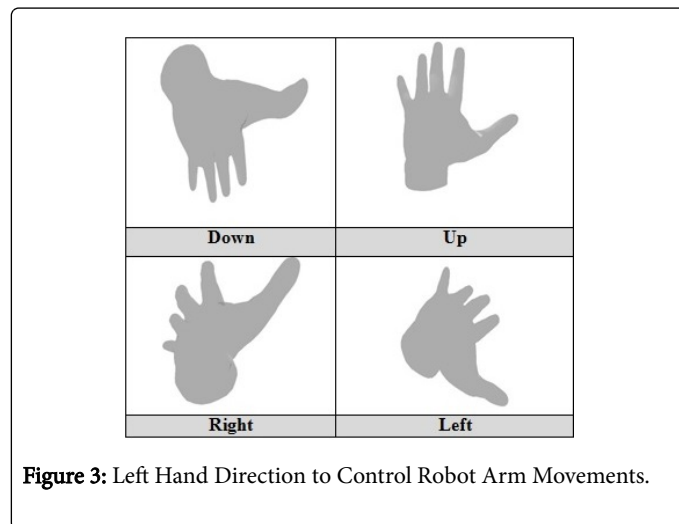 Down Up
Right Left
Figure 3: Left Hand Direction to Control Robot Arm Movements.